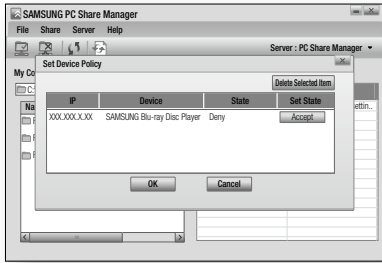 SAMSUNG PC Share Manager
File Share Server Help
Server : PC Share Manager
Set Device Policy
My Co
Delete Selected Item
C:
IP Device State Set State
Na
ettin..
XXX.XXX.X.XX SAMSUNG Blu-ray Disc Player Deny Accept
OK Cancel